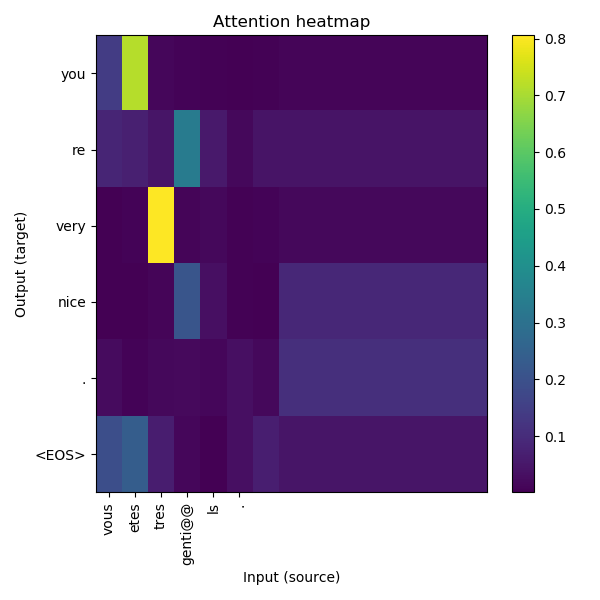 Attention heatmap
Output (target)
you
re
very
nice
.
<EOS>
vous
etes
tres
genti@@
ls
.
Input (source)
0.8
0.7
0.6
0.5
0.4
0.3
0.2
0.1